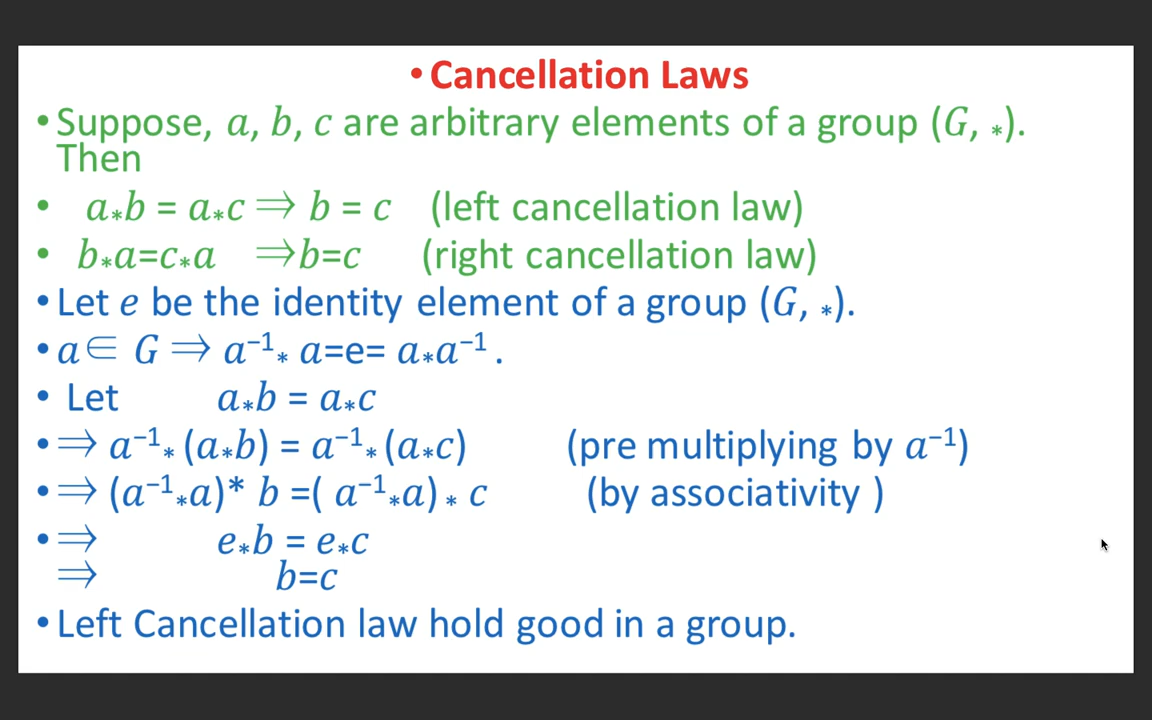 •Cancellation Laws
•Suppose, a, b, c are arbitrary elements of a group (G, *).
Then
• a*b = a*c ⟹ b = c (left cancellation law)
• b*a=c*a ⟹b=c (right cancellation law)
•Let e be the identity element of a group (G, *).
•a∈ G ⟹ a⁻¹* a=e= a*a⁻¹ .
• Let a*b = a*c
•⟹ a⁻¹* (a*b) = a⁻¹* (a*c) (pre multiplying by a⁻¹)
•⟹ (a⁻¹*a)* b =( a⁻¹*a) * c (by associativity )
•⟹ e*b = e*c
⟹ b=c
•Left Cancellation law hold good in a group.